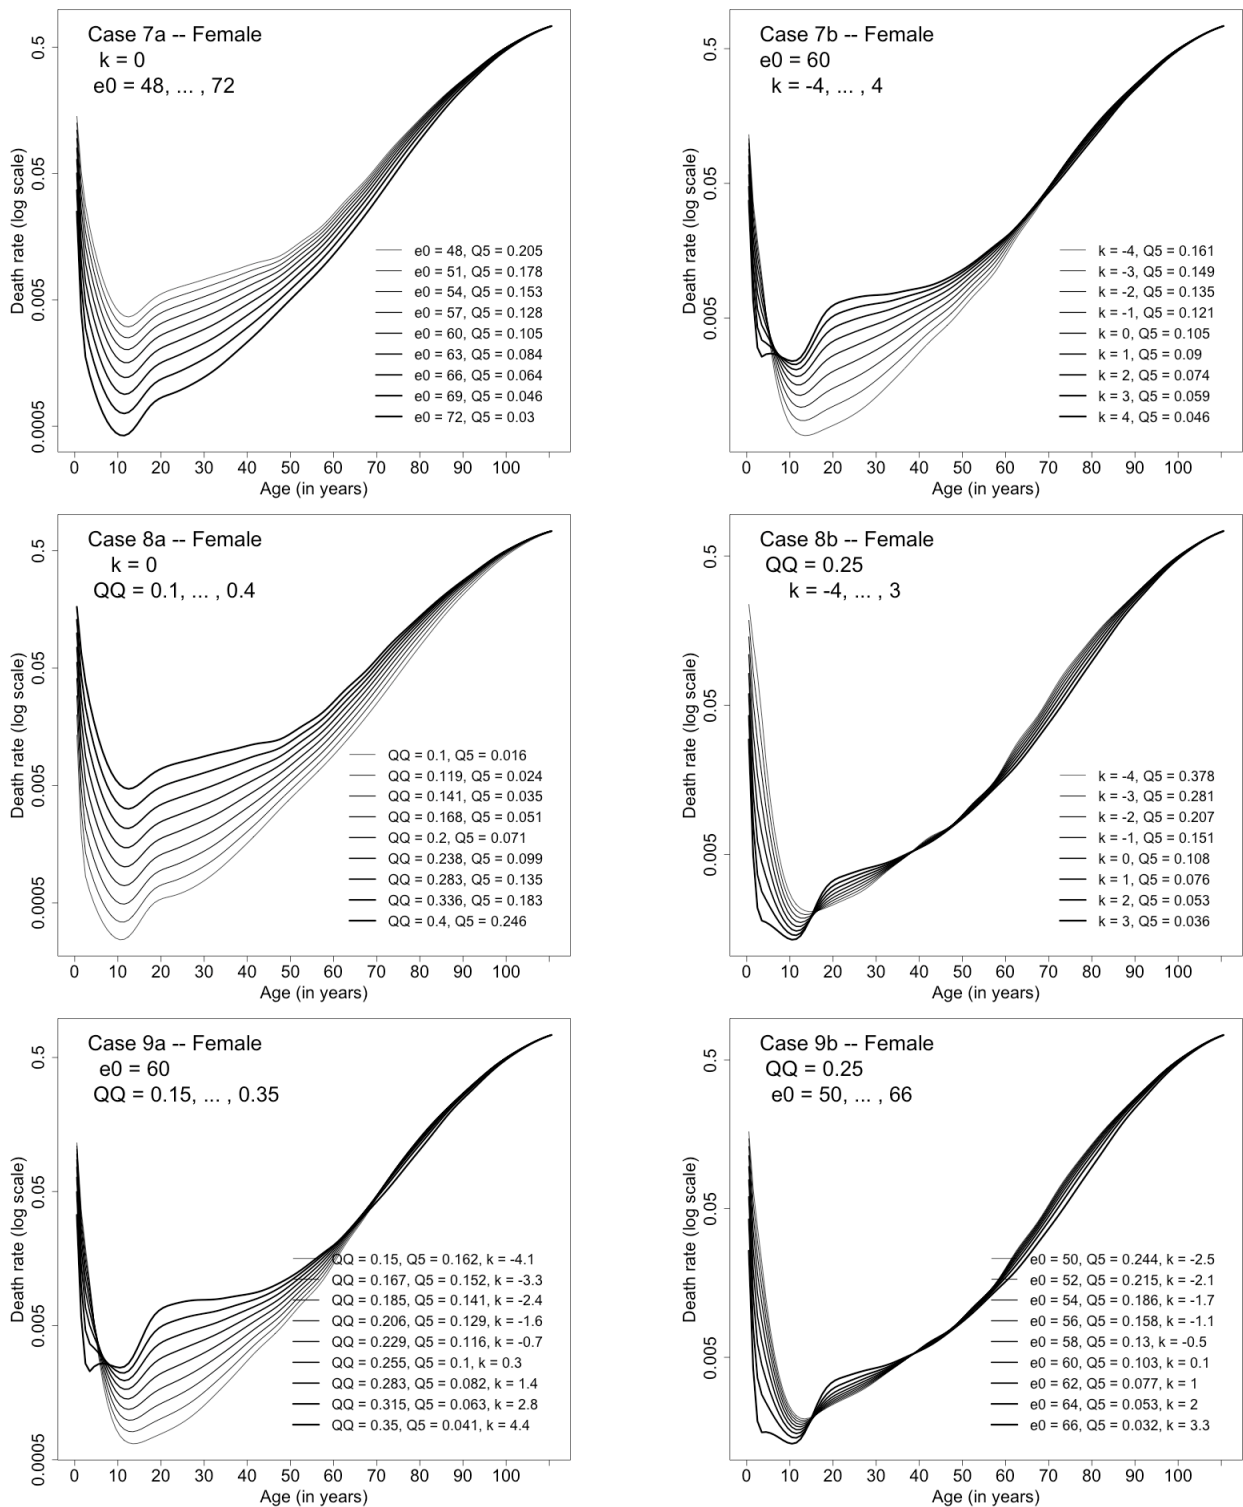 Case 7a -- Female
k = 0
e0 = 48, ... , 72
Death rate (log scale)
0.5
0.05
0.005
0.0005
e0 = 48, Q5 = 0.205
e0 = 51, Q5 = 0.178
e0 = 54, Q5 = 0.153
e0 = 57, Q5 = 0.128
e0 = 60, Q5 = 0.105
e0 = 63, Q5 = 0.084
e0 = 66, Q5 = 0.064
e0 = 69, Q5 = 0.046
e0 = 72, Q5 = 0.03
0 10 20 30 40 50 60 70 80 90 100
Age (in years)
Case 7b -- Female
e0 = 60
k = -4, ... , 4
Death rate (log scale)
0.5
0.05
0.005
k = -4, Q5 = 0.161
k = -3, Q5 = 0.149
k = -2, Q5 = 0.135
k = -1, Q5 = 0.121
k = 0, Q5 = 0.105
k = 1, Q5 = 0.09
k = 2, Q5 = 0.074
k = 3, Q5 = 0.059
k = 4, Q5 = 0.046
0 10 20 30 40 50 60 70 80 90 100
Age (in years)
Case 8a -- Female
k = 0
QQ = 0.1, ... , 0.4
Death rate (log scale)
0.5
0.05
0.005
0.0005
QQ = 0.1, Q5 = 0.016
QQ = 0.119, Q5 = 0.024
QQ = 0.141, Q5 = 0.035
QQ = 0.168, Q5 = 0.051
QQ = 0.2, Q5 = 0.071
QQ = 0.238, Q5 = 0.099
QQ = 0.283, Q5 = 0.135
QQ = 0.336, Q5 = 0.183
QQ = 0.4, Q5 = 0.246
0 10 20 30 40 50 60 70 80 90 100
Age (in years)
Case 8b -- Female
QQ = 0.25
k = -4, ... , 3
Death rate (log scale)
0.5
0.05
0.005
k = -4, Q5 = 0.378
k = -3, Q5 = 0.281
k = -2, Q5 = 0.207
k = -1, Q5 = 0.151
k = 0, Q5 = 0.108
k = 1, Q5 = 0.076
k = 2, Q5 = 0.053
k = 3, Q5 = 0.036
0 10 20 30 40 50 60 70 80 90 100
Age (in years)
Case 9a -- Female
e0 = 60
QQ = 0.15, ... , 0.35
Death rate (log scale)
0.5
0.05
0.005
0.0005
QQ = 0.15, Q5 = 0.162, k = -4.1
QQ = 0.167, Q5 = 0.152, k = -3.3
QQ = 0.185, Q5 = 0.141, k = -2.4
QQ = 0.206, Q5 = 0.129, k = -1.6
QQ = 0.229, Q5 = 0.116, k = -0.7
QQ = 0.255, Q5 = 0.1, k = 0.3
QQ = 0.283, Q5 = 0.082, k = 1.4
QQ = 0.315, Q5 = 0.063, k = 2.8
QQ = 0.35, Q5 = 0.041, k = 4.4
0 10 20 30 40 50 60 70 80 90 100
Age (in years)
Case 9b -- Female
QQ = 0.25
e0 = 50, ... , 66
Death rate (log scale)
0.5
0.05
0.005
e0 = 50, Q5 = 0.244, k = -2.5
e0 = 52, Q5 = 0.215, k = -2.1
e0 = 54, Q5 = 0.186, k = -1.7
e0 = 56, Q5 = 0.158, k = -1.1
e0 = 58, Q5 = 0.13, k = -0.5
e0 = 60, Q5 = 0.103, k = 0.1
e0 = 62, Q5 = 0.077, k = 1
e0 = 64, Q5 = 0.053, k = 2
e0 = 66, Q5 = 0.032, k = 3.3
0 10 20 30 40 50 60 70 80 90 100
Age (in years)